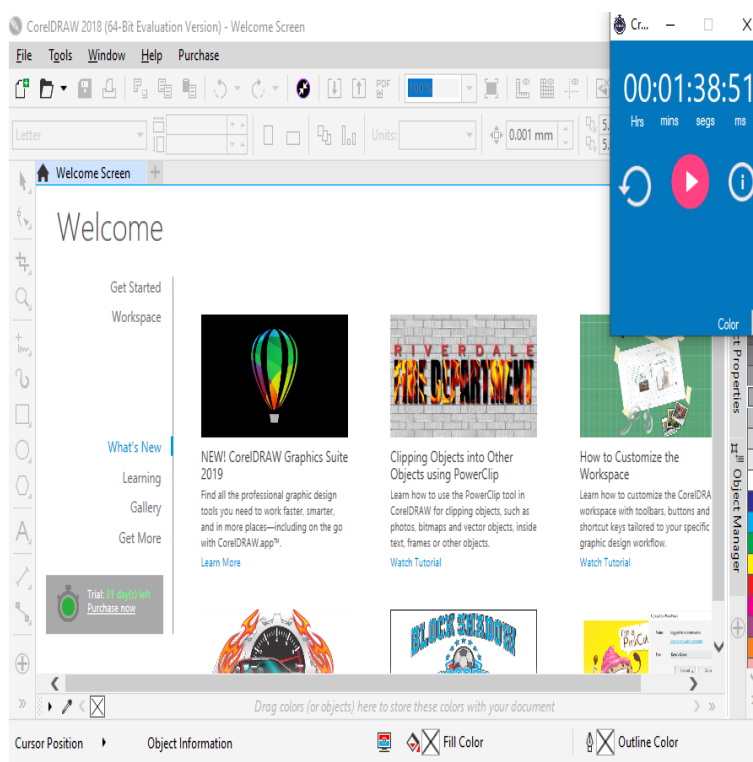 CorelDRAW 2018 (64-Bit Evaluation Version) - Welcome Screen
Cr...
File Tools Window Help Purchase
PDF
100%
00:01:38:51
Hrs mins segs ms
Letter
Units:
0.001 mm
5.
5.
Welcome Screen
Welcome
Get Started
Workspace
What's New
Learning
Gallery
Get More
Trial: 31 day(s) left
Purchase now
NEW! CorelDRAW Graphics Suite
2019
Find all the professional graphic design
tools you need to work faster, smarter,
and in more places—including on the go
with CorelDRAW.app™.
Learn More
RIVERDALE
FIRE DEPARTMENT
Clipping Objects into Other
Objects using PowerClip
Learn how to use the PowerClip tool in
CorelDRAW for clipping objects, such as
photos, bitmaps and vector objects, inside
text, frames or other objects.
Watch Tutorial
How to Customize the
Workspace
Learn how to customize the CorelDRA
workspace with toolbars, buttons and
shortcut keys tailored to your specific
graphic design workflow.
Watch Tutorial
BLOCK SHADOW
I'm a
Color
ct Properties
Object Manager
Drag colors (or objects) here to store these colors with your document
Cursor Position
Object Information
Fill Color
Outline Color